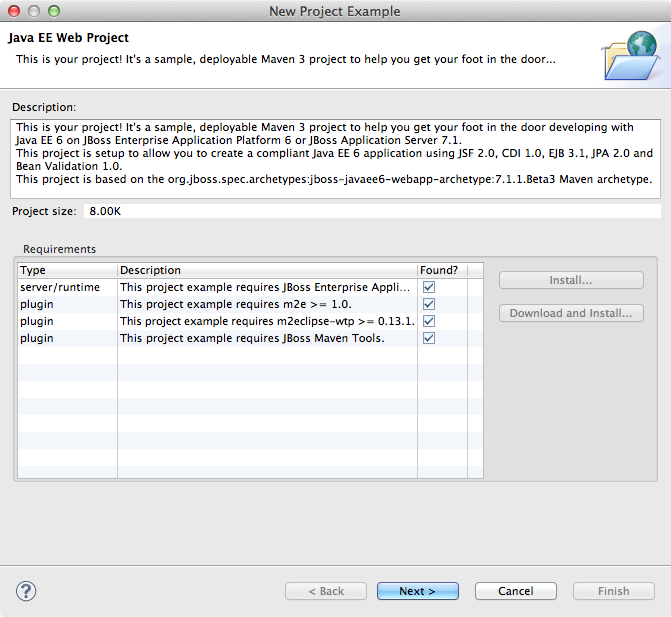 New Project Example
Java EE Web Project
This is your project! It's a sample, deployable Maven 3 project to help you get your foot in the door...
Description:
This is your project! It's a sample, deployable Maven 3 project to help you get your foot in the door developing with
Java EE 6 on JBoss Enterprise Application Platform 6 or JBoss Application Server 7.1.
This project is setup to allow you to create a compliant Java EE 6 application using JSF 2.0, CDI 1.0, EJB 3.1, JPA 2.0 and
Bean Validation 1.0.
This project is based on the org.jboss.spec.archetypes:jboss-javaee6-webapp-archetype:7.1.1.Beta3 Maven archetype.
Project size: 8.00K
Requirements
Type Description Found?
server/runtime This project example requires JBoss Enterprise Appli...
plugin This project example requires m2e >= 1.0.
plugin This project example requires m2eclipse-wtp >= 0.13.1.
plugin This project example requires JBoss Maven Tools.
Install...
Download and Install...
? < Back Next > Cancel Finish